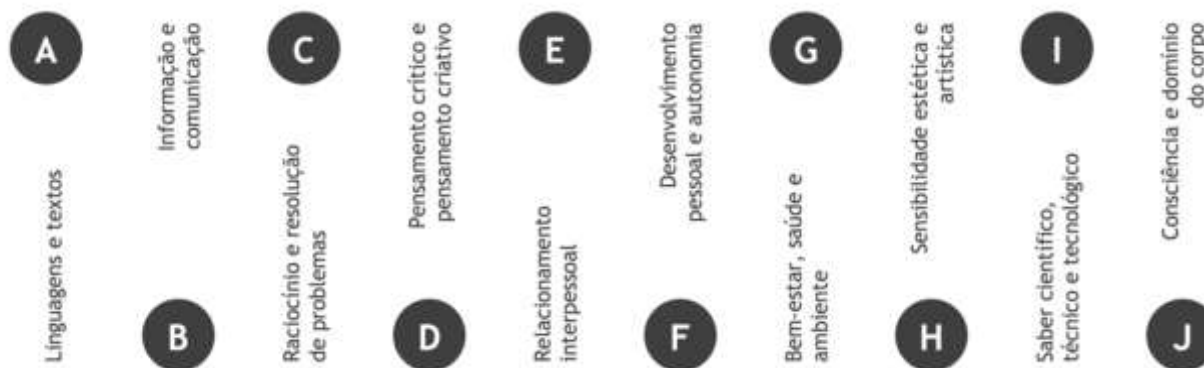 A
Linguagens e textos
Informação e
comunicação
B
C
Raciocínio e resolução
de problemas
Pensamento crítico e
pensamento criativo
D
E
Relacionamento
interpessoal
Desenvolvimento
pessoal e autonomia
F
G
Bem-estar, saúde e
ambiente
Sensibilidade estética e
artística
H
I
Saber científico,
técnico e tecnológico
Consciência e domínio
do corpo
J